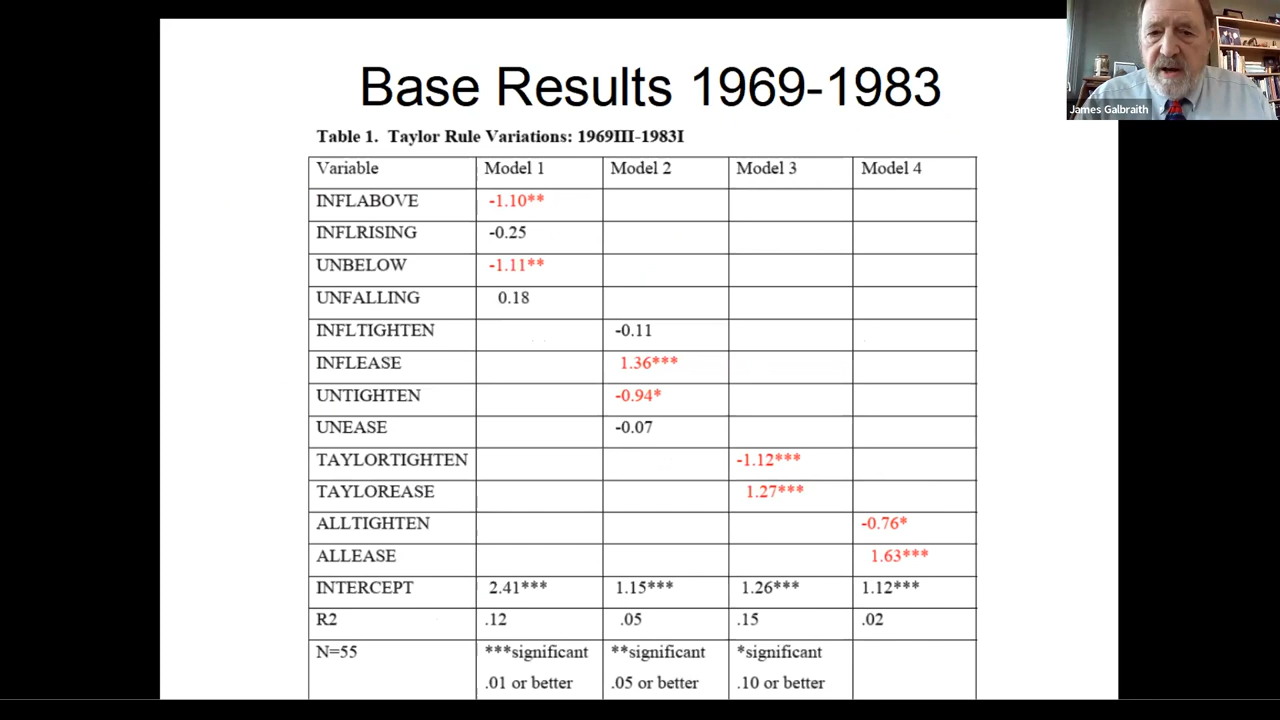 Base Results 1969-1983
James Galbraith
Table 1. Taylor Rule Variations: 1969III-1983I
Variable Model 1 Model 2 Model 3 Model 4
INFLABOVE -1.10**
INFLRISING -0.25
UNBELOW -1.11**
UNFALLING 0.18
INFLTIGHTEN -0.11
INFLEASE 1.36***
UNTIGHTEN -0.94*
UNEASE -0.07
TAYLORTIGHTEN -1.12***
TAYLOREASE 1.27***
ALLTIGHTEN -0.76*
ALLEASE 1.63***
INTERCEPT 2.41*** 1.15*** 1.26*** 1.12***
R2 .12 .05 .15 .02
N=55 ***significant **significant *significant
.01 or better .05 or better .10 or better